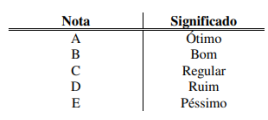 Nota Significado
A Ótimo
B Bom
C Regular
D Ruim
E Péssimo